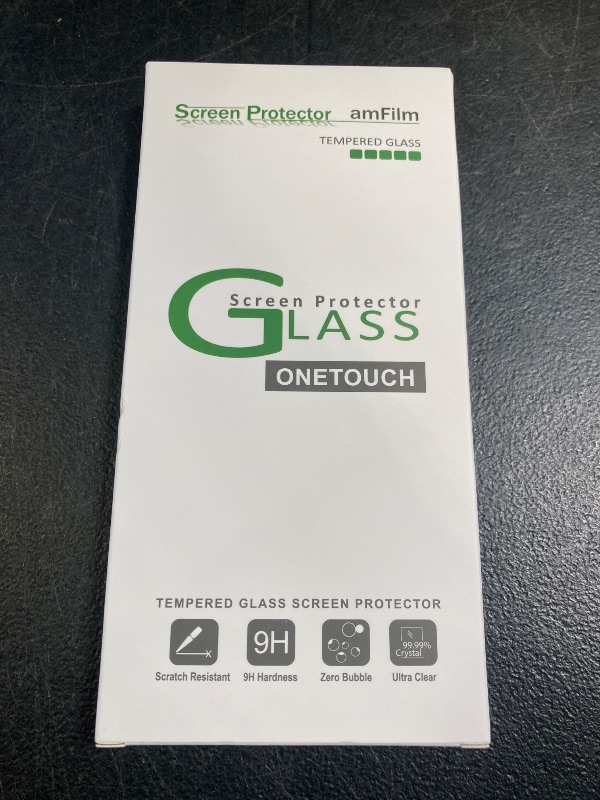 Screen Protector amFilm
TEMPERED GLASS
Screen Protector
GLASS
ONETOUCH
TEMPERED GLASS SCREEN PROTECTOR
9H
99.99%
Crystal
Scratch Resistant 9H Hardness Zero Bubble Ultra Clear